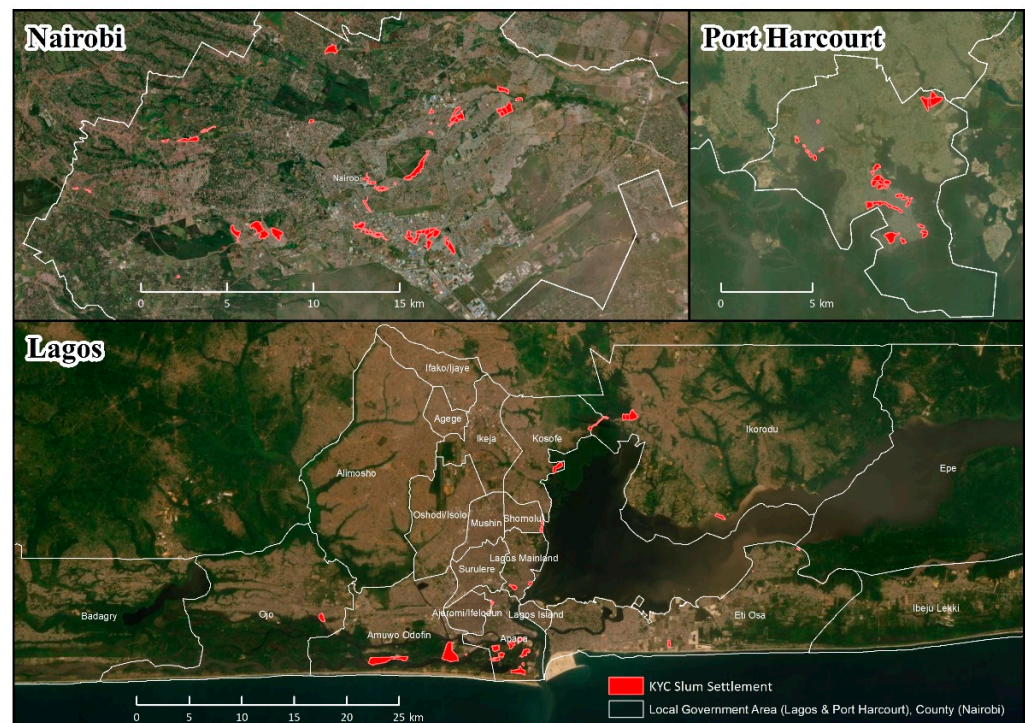 Nairobi
Nairobi
0 5 10 15 km
Port Harcourt
0 5 km
Lagos
Ifako/Ijaye
Agege
Ikeja
Kosofe
Ikorodu
Epe
Alimosho
Oshodi/Isolo
Mushin
Shomolu
Lagos Mainland
Surulere
Badagry
Ojo
Ajeromi/Ifelodun
Lagos Island
Eti Osa
Ibeju Lekki
Amuwo Odofin
Apapa
0 5 10 15 20 25 km
KYC Slum Settlement
Local Government Area (Lagos & Port Harcourt), County (Nairobi)